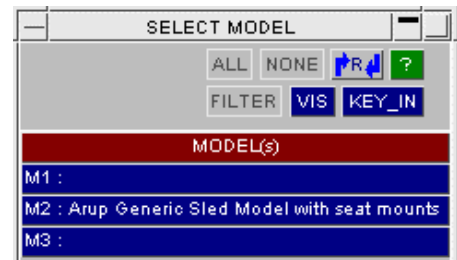 SELECT MODEL
ALL NONE R ?
FILTER VIS KEY_IN
MODEL(s)
M1 :
M2 : Arup Generic Sled Model with seat mounts
M3 :